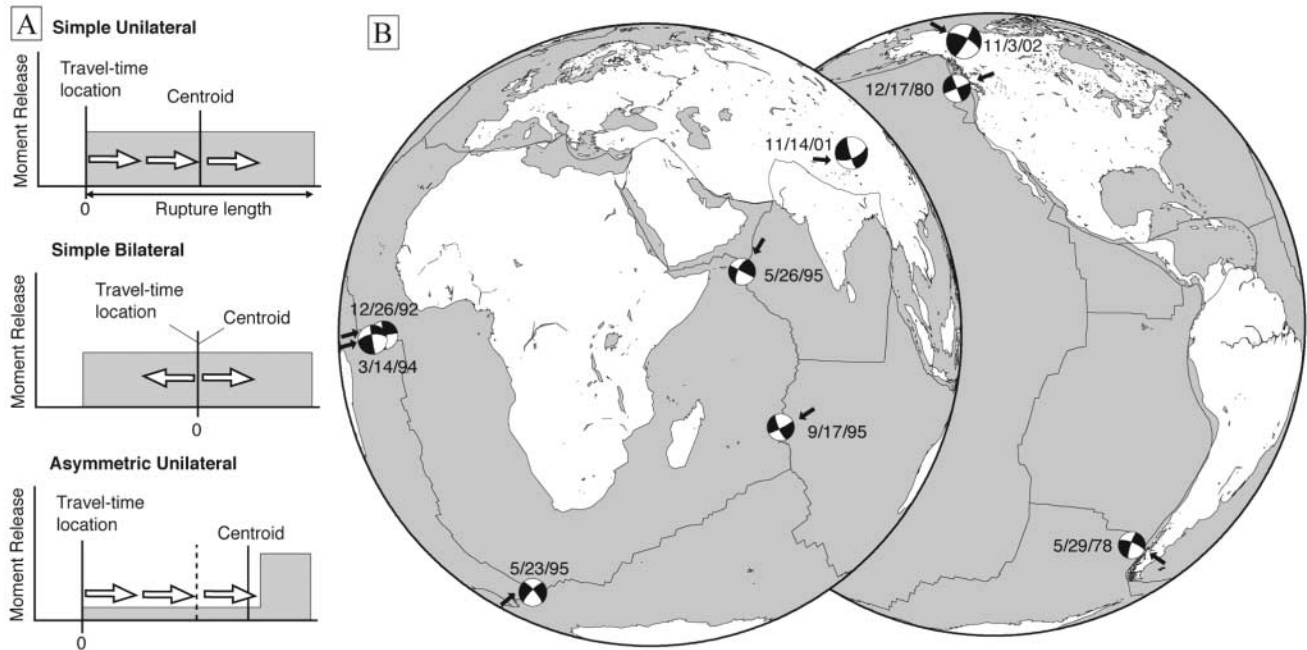 A
Simple Unilateral
Travel-time
location
Centroid
Moment Release
0
Rupture length
Simple Bilateral
Travel-time
location
Centroid
Moment Release
0
Asymmetric Unilateral
Travel-time
location
Centroid
Moment Release
0
B
11/3/02
12/17/80
11/14/01
5/26/95
12/26/92
3/14/94
9/17/95
5/29/78
5/23/95